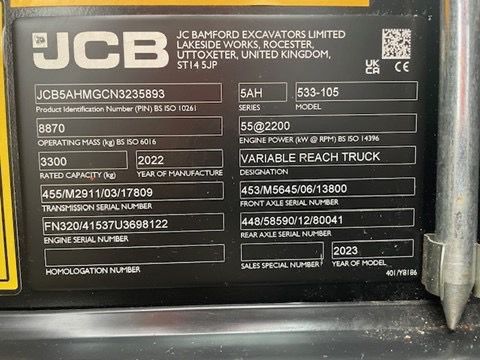 JCB
JC BAMFORD EXCAVATORS LIMITED
LAKESIDE WORKS, ROCESTER,
UTTOXETER, UNITED KINGDOM,
ST14 5JP
UK
CA
CE
JCB5AHMGCN3235893
Product Identification Number (PIN) BS ISO 10261
5AH
SERIES
533-105
MODEL
8870
OPERATING MASS (kg) BS ISO 6016
55@2200
ENGINE POWER (kW @ RPM) BS ISO 14396
3300
RATED CAPACITY (kg)
2022
YEAR OF MANUFACTURE
VARIABLE REACH TRUCK
DESIGNATION
455/M2911/03/17809
TRANSMISSION SERIAL NUMBER
453/M5645/06/13800
FRONT AXLE SERIAL NUMBER
FN320/41537U3698122
ENGINE SERIAL NUMBER
448/58590/12/80041
REAR AXLE SERIAL NUMBER
HOMOLOGATION NUMBER
SALES SPECIAL NUMBER
2023
YEAR OF MODEL
401/Y8186